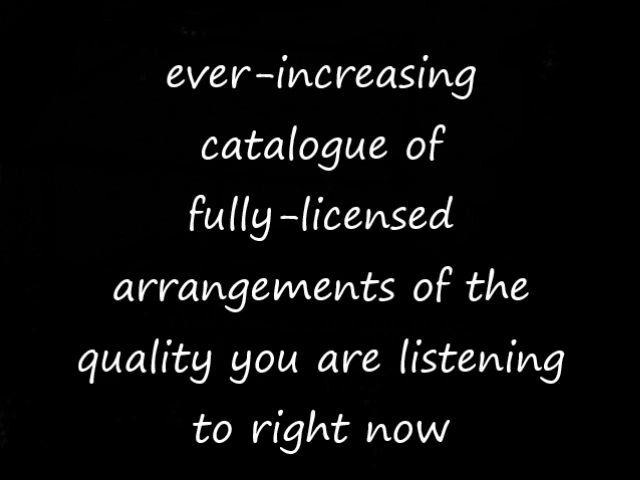 ever-increasing
catalogue of
fully-licensed
arrangements of the
quality you are listening
to right now